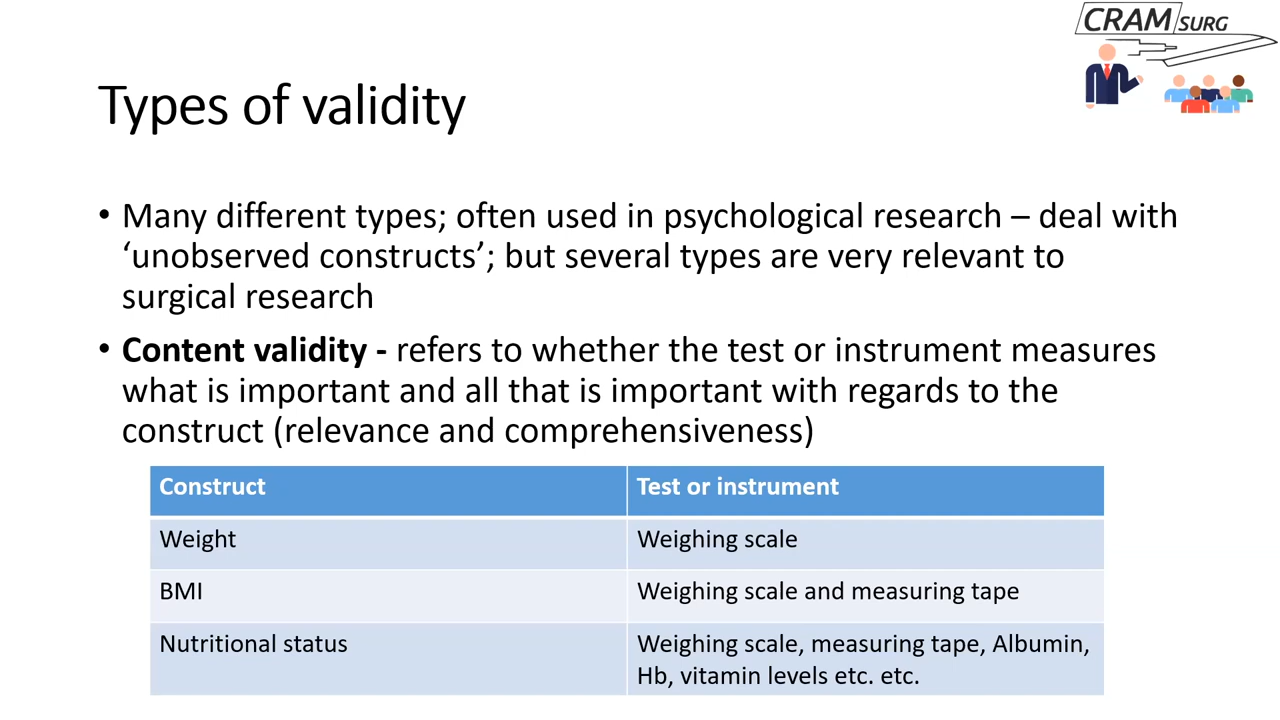 CRAM SURG
Types of validity
• Many different types; often used in psychological research – deal with
‘unobserved constructs’; but several types are very relevant to
surgical research
• Content validity - refers to whether the test or instrument measures
what is important and all that is important with regards to the
construct (relevance and comprehensiveness)
Construct
Test or instrument
Weight
Weighing scale
BMI
Weighing scale and measuring tape
Nutritional status
Weighing scale, measuring tape, Albumin,
Hb, vitamin levels etc. etc.